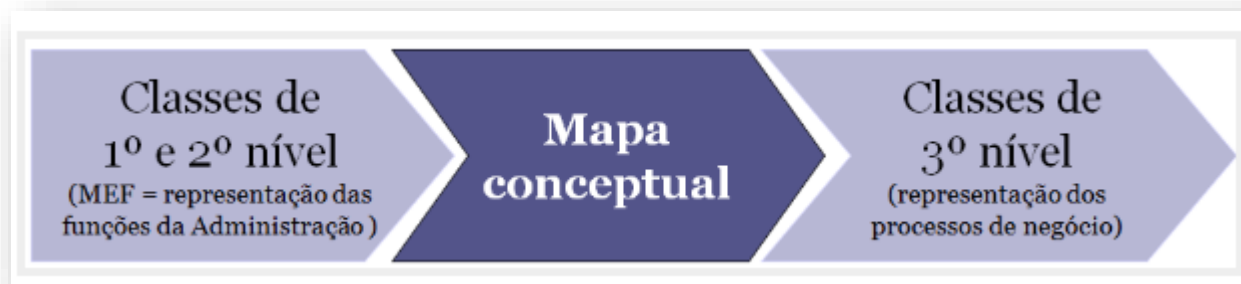 Classes de
1º e 2º nível
(MEF = representação das
funções da Administração )
Mapa
conceptual
Classes de
3º nível
(representação dos
processos de negócio)